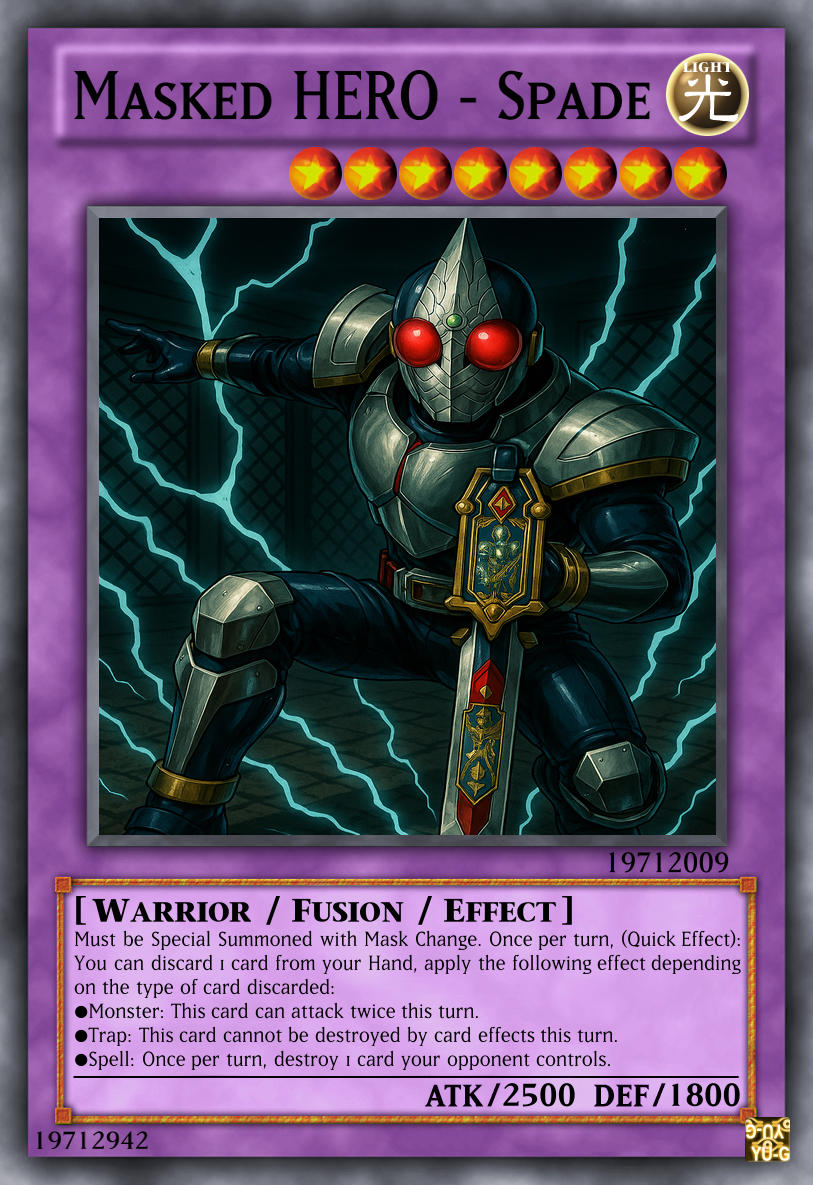 Masked HERO - Spade
LIGHT
光
19712009
[ Warrior / Fusion / Effect ]
Must be Special Summoned with Mask Change. Once per turn, (Quick Effect):
You can discard 1 card from your Hand, apply the following effect depending
on the type of card discarded:
●Monster: This card can attack twice this turn.
●Trap: This card cannot be destroyed by card effects this turn.
●Spell: Once per turn, destroy 1 card your opponent controls.
ATK/2500 DEF/1800
19712942